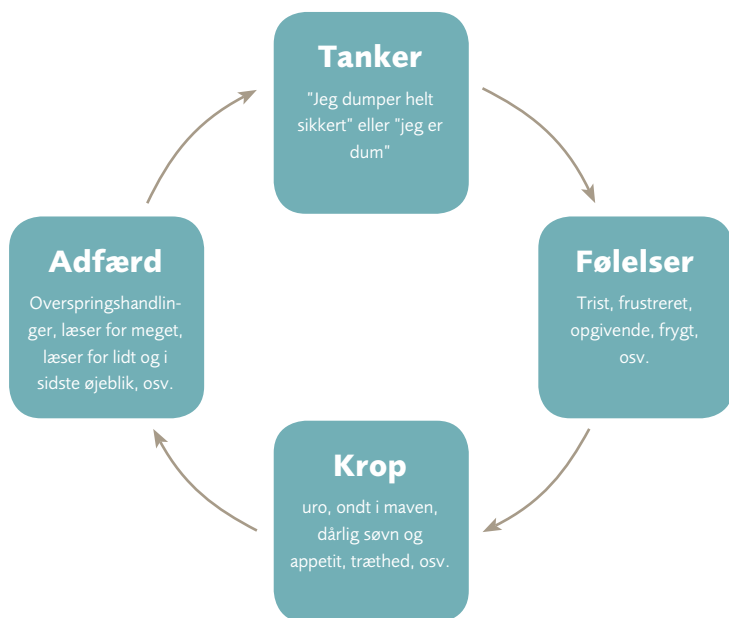 Tanker
"Jeg dumper helt
sikkert" eller "jeg er
dum"
Adfærd
Overspringshandlin-
ger, læser for meget,
læser for lidt og i
sidste øjeblik, osv.
Følelser
Trist, frustreret,
opgivende, frygt,
osv.
Krop
uro, ondt i maven,
dårlig søvn og
appetit, træthed, osv.